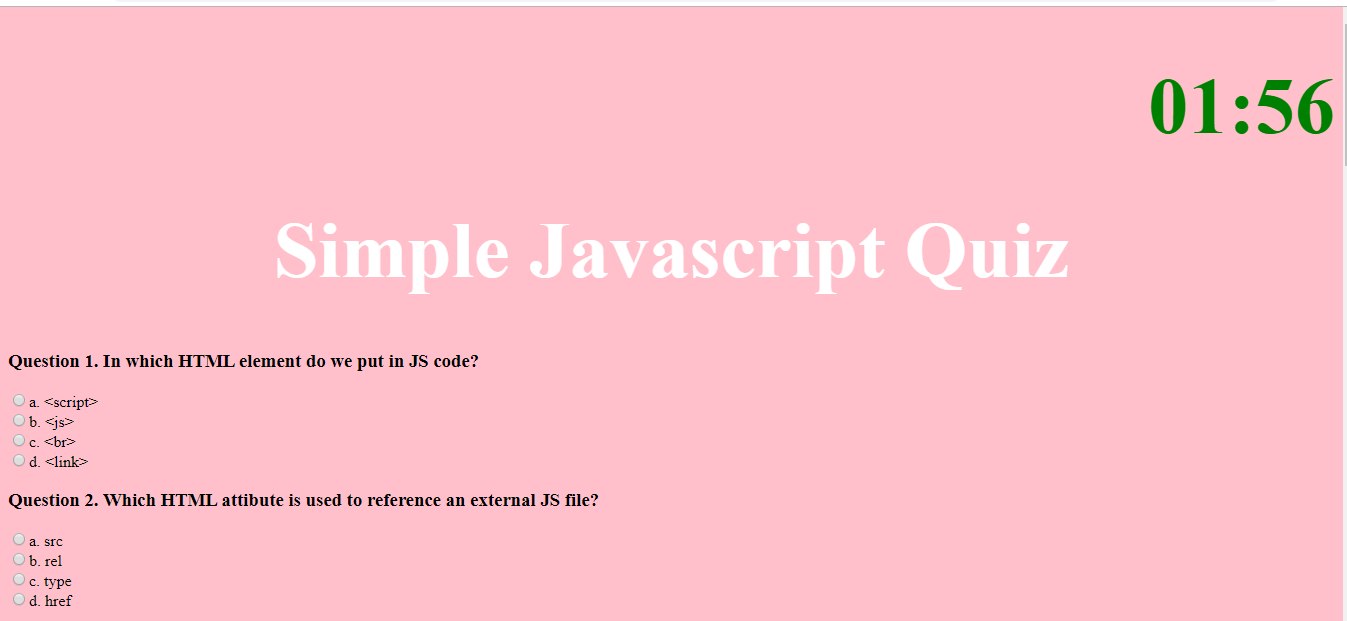 01:56
Simple Javascript Quiz
Question 1. In which HTML element do we put in JS code?
a. <script>
b. <js>
c. <br>
d. <link>
Question 2. Which HTML attibute is used to reference an external JS file?
a. src
b. rel
c. type
d. href